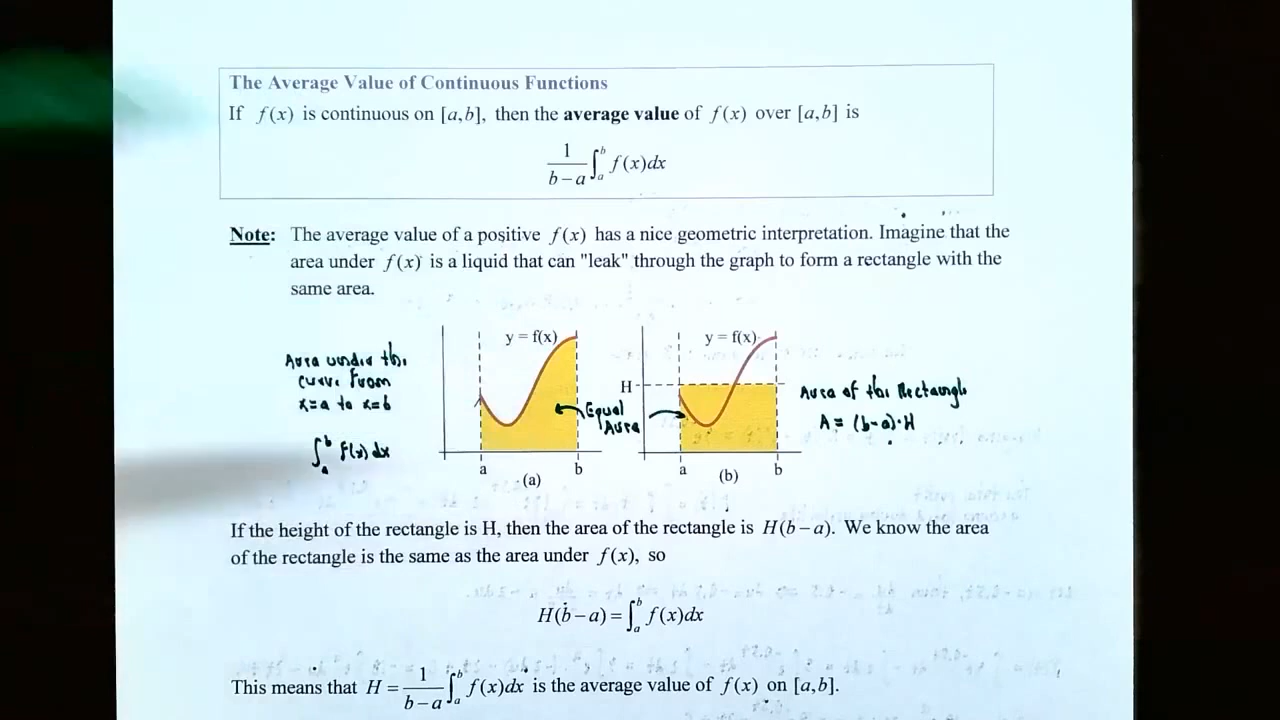 The Average Value of Continuous Functions
If f(x) is continuous on [a,b], then the average value of f(x) over [a,b] is
1/(b−a) ∫_a^b f(x)dx
Note: The average value of a positive f(x) has a nice geometric interpretation. Imagine that the
area under f(x) is a liquid that can "leak" through the graph to form a rectangle with the
same area.
Area under the
curve from
x=a to x=b
∫_a^b f(x) dx
y = f(x)
a
b
(a)
Equal
Area
y = f(x)
H
a
b
(b)
Area of the Rectangle
A = (b-a)·H
If the height of the rectangle is H, then the area of the rectangle is H(b−a). We know the area
of the rectangle is the same as the area under f(x), so
H(b−a) = ∫_a^b f(x)dx
This means that H = 1/(b−a) ∫_a^b f(x)dx is the average value of f(x) on [a,b].